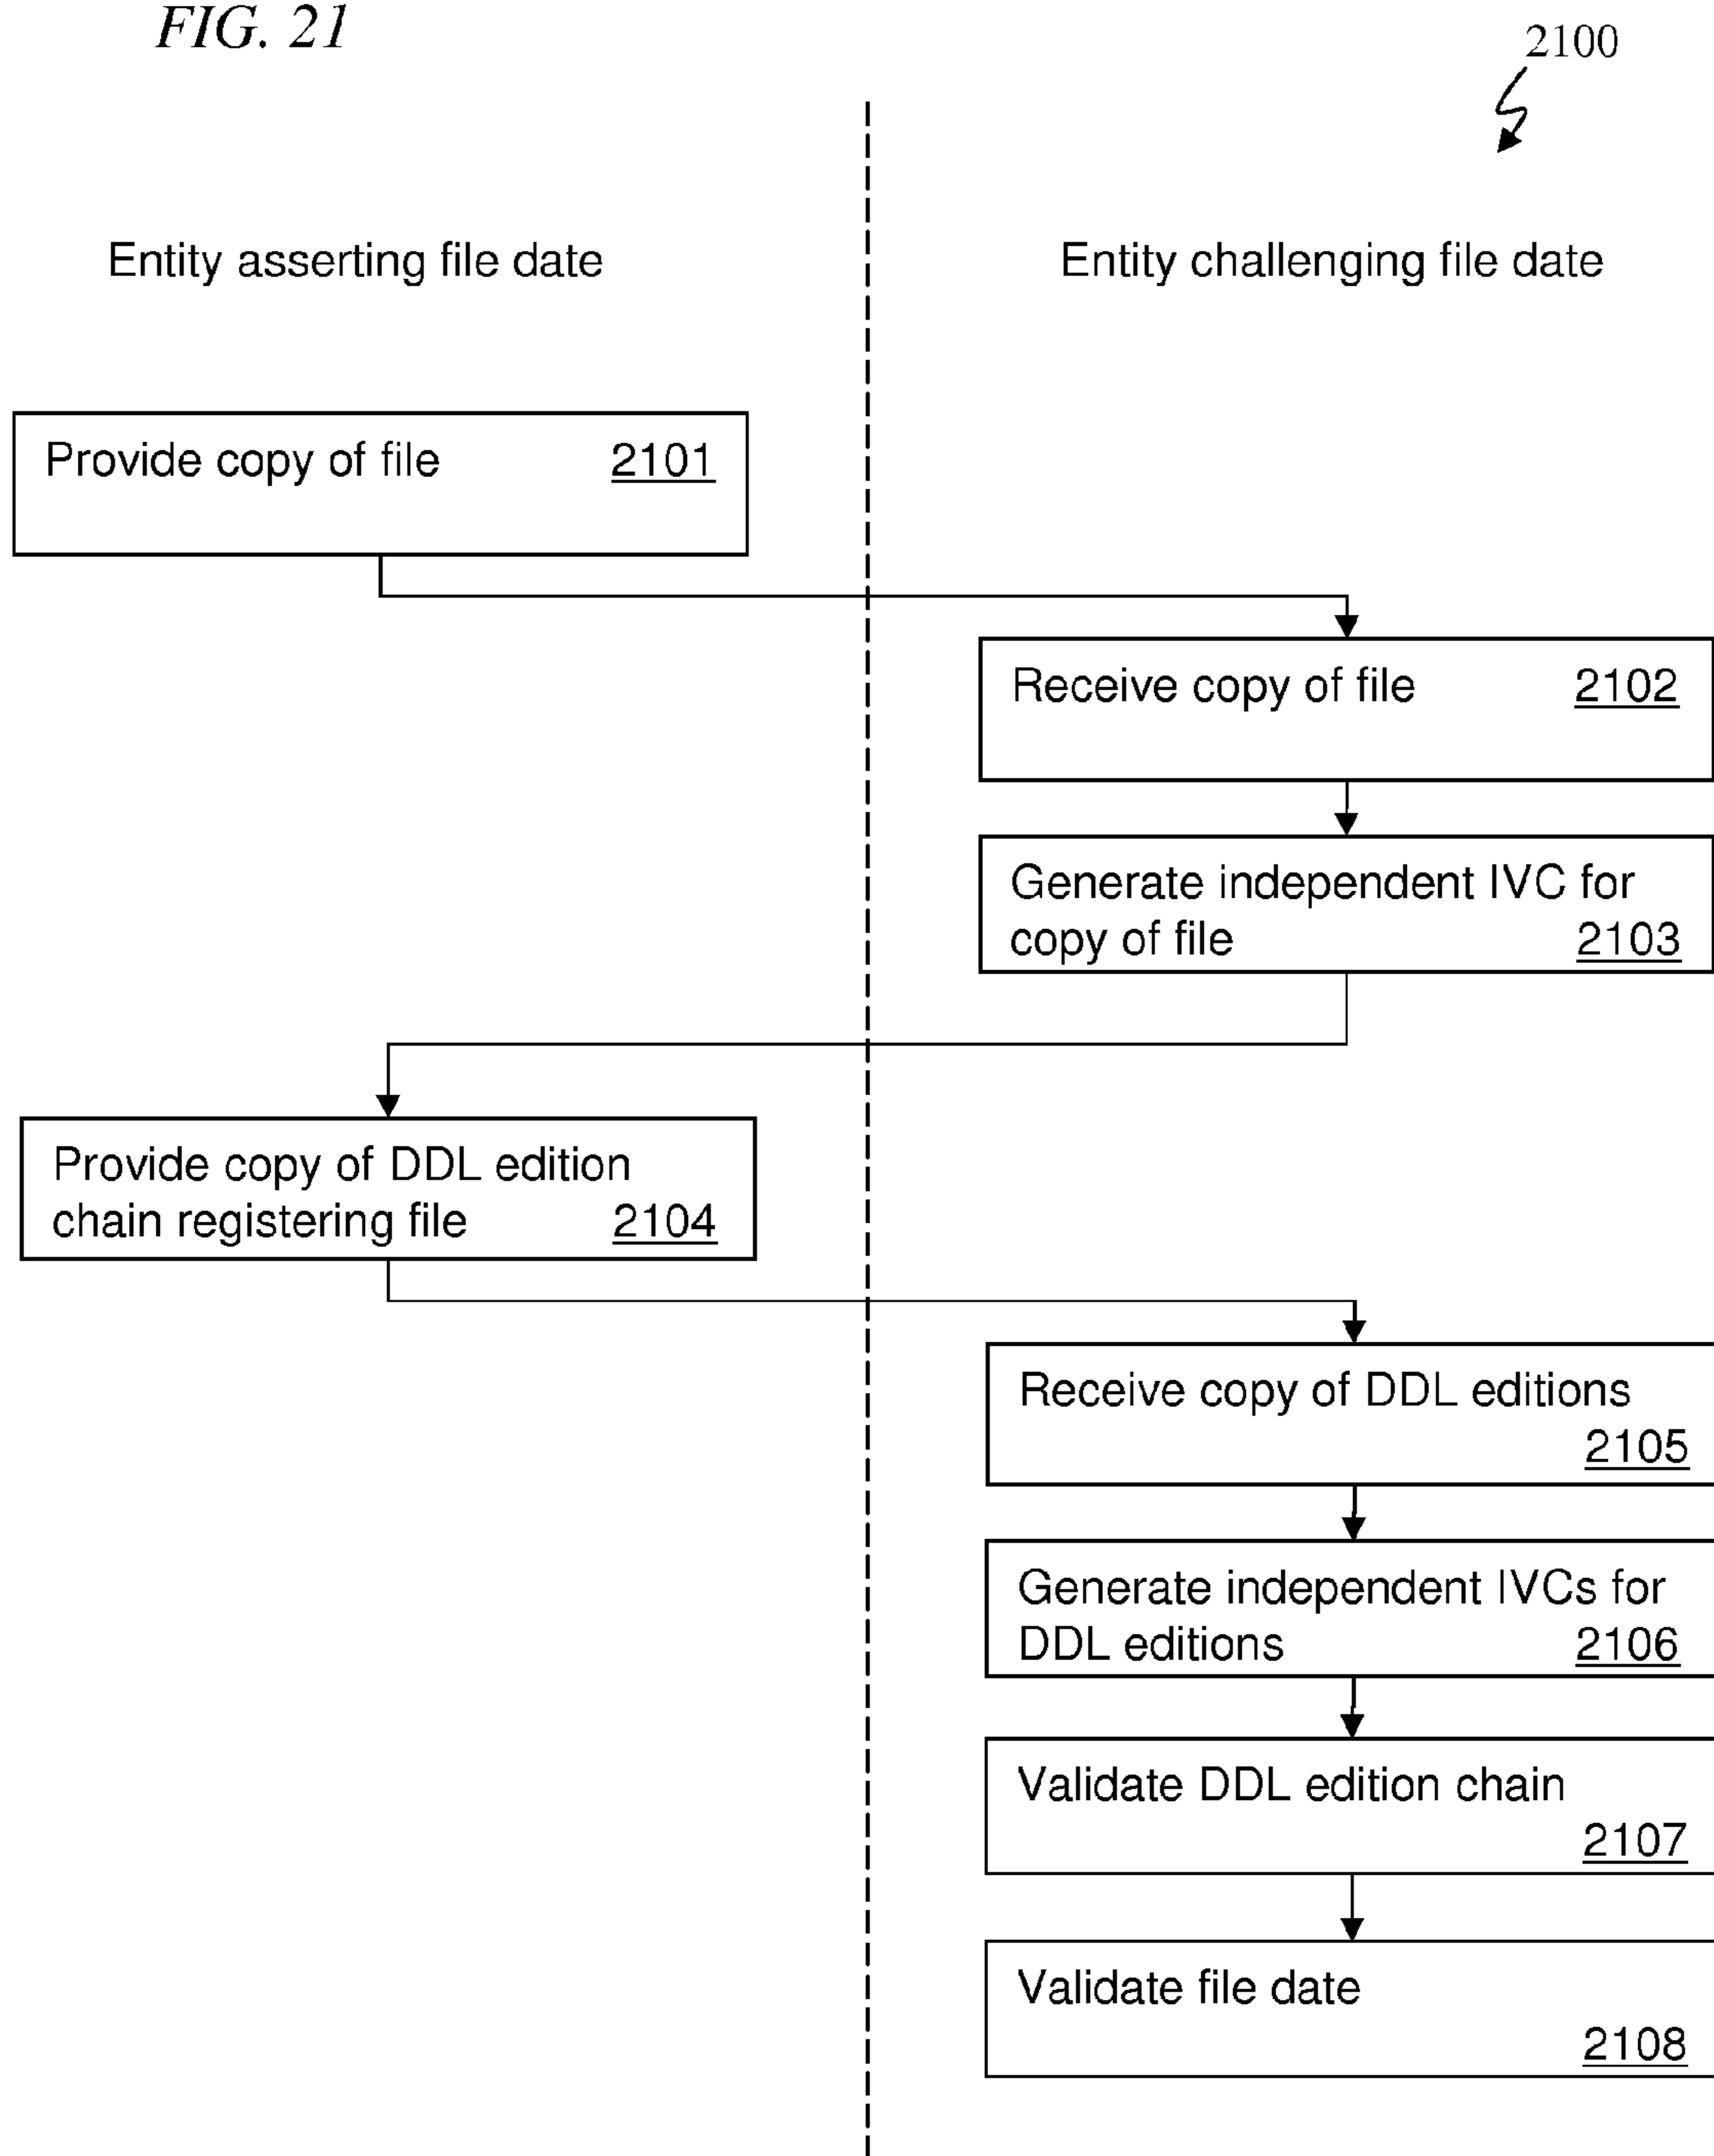 FIG. 21
2100
Entity asserting file date
Entity challenging file date
Provide copy of file 2101
Receive copy of file 2102
Generate independent IVC for
copy of file 2103
Provide copy of DDL edition
chain registering file 2104
Receive copy of DDL editions
2105
Generate independent IVCs for
DDL editions 2106
Validate DDL edition chain
2107
Validate file date
2108